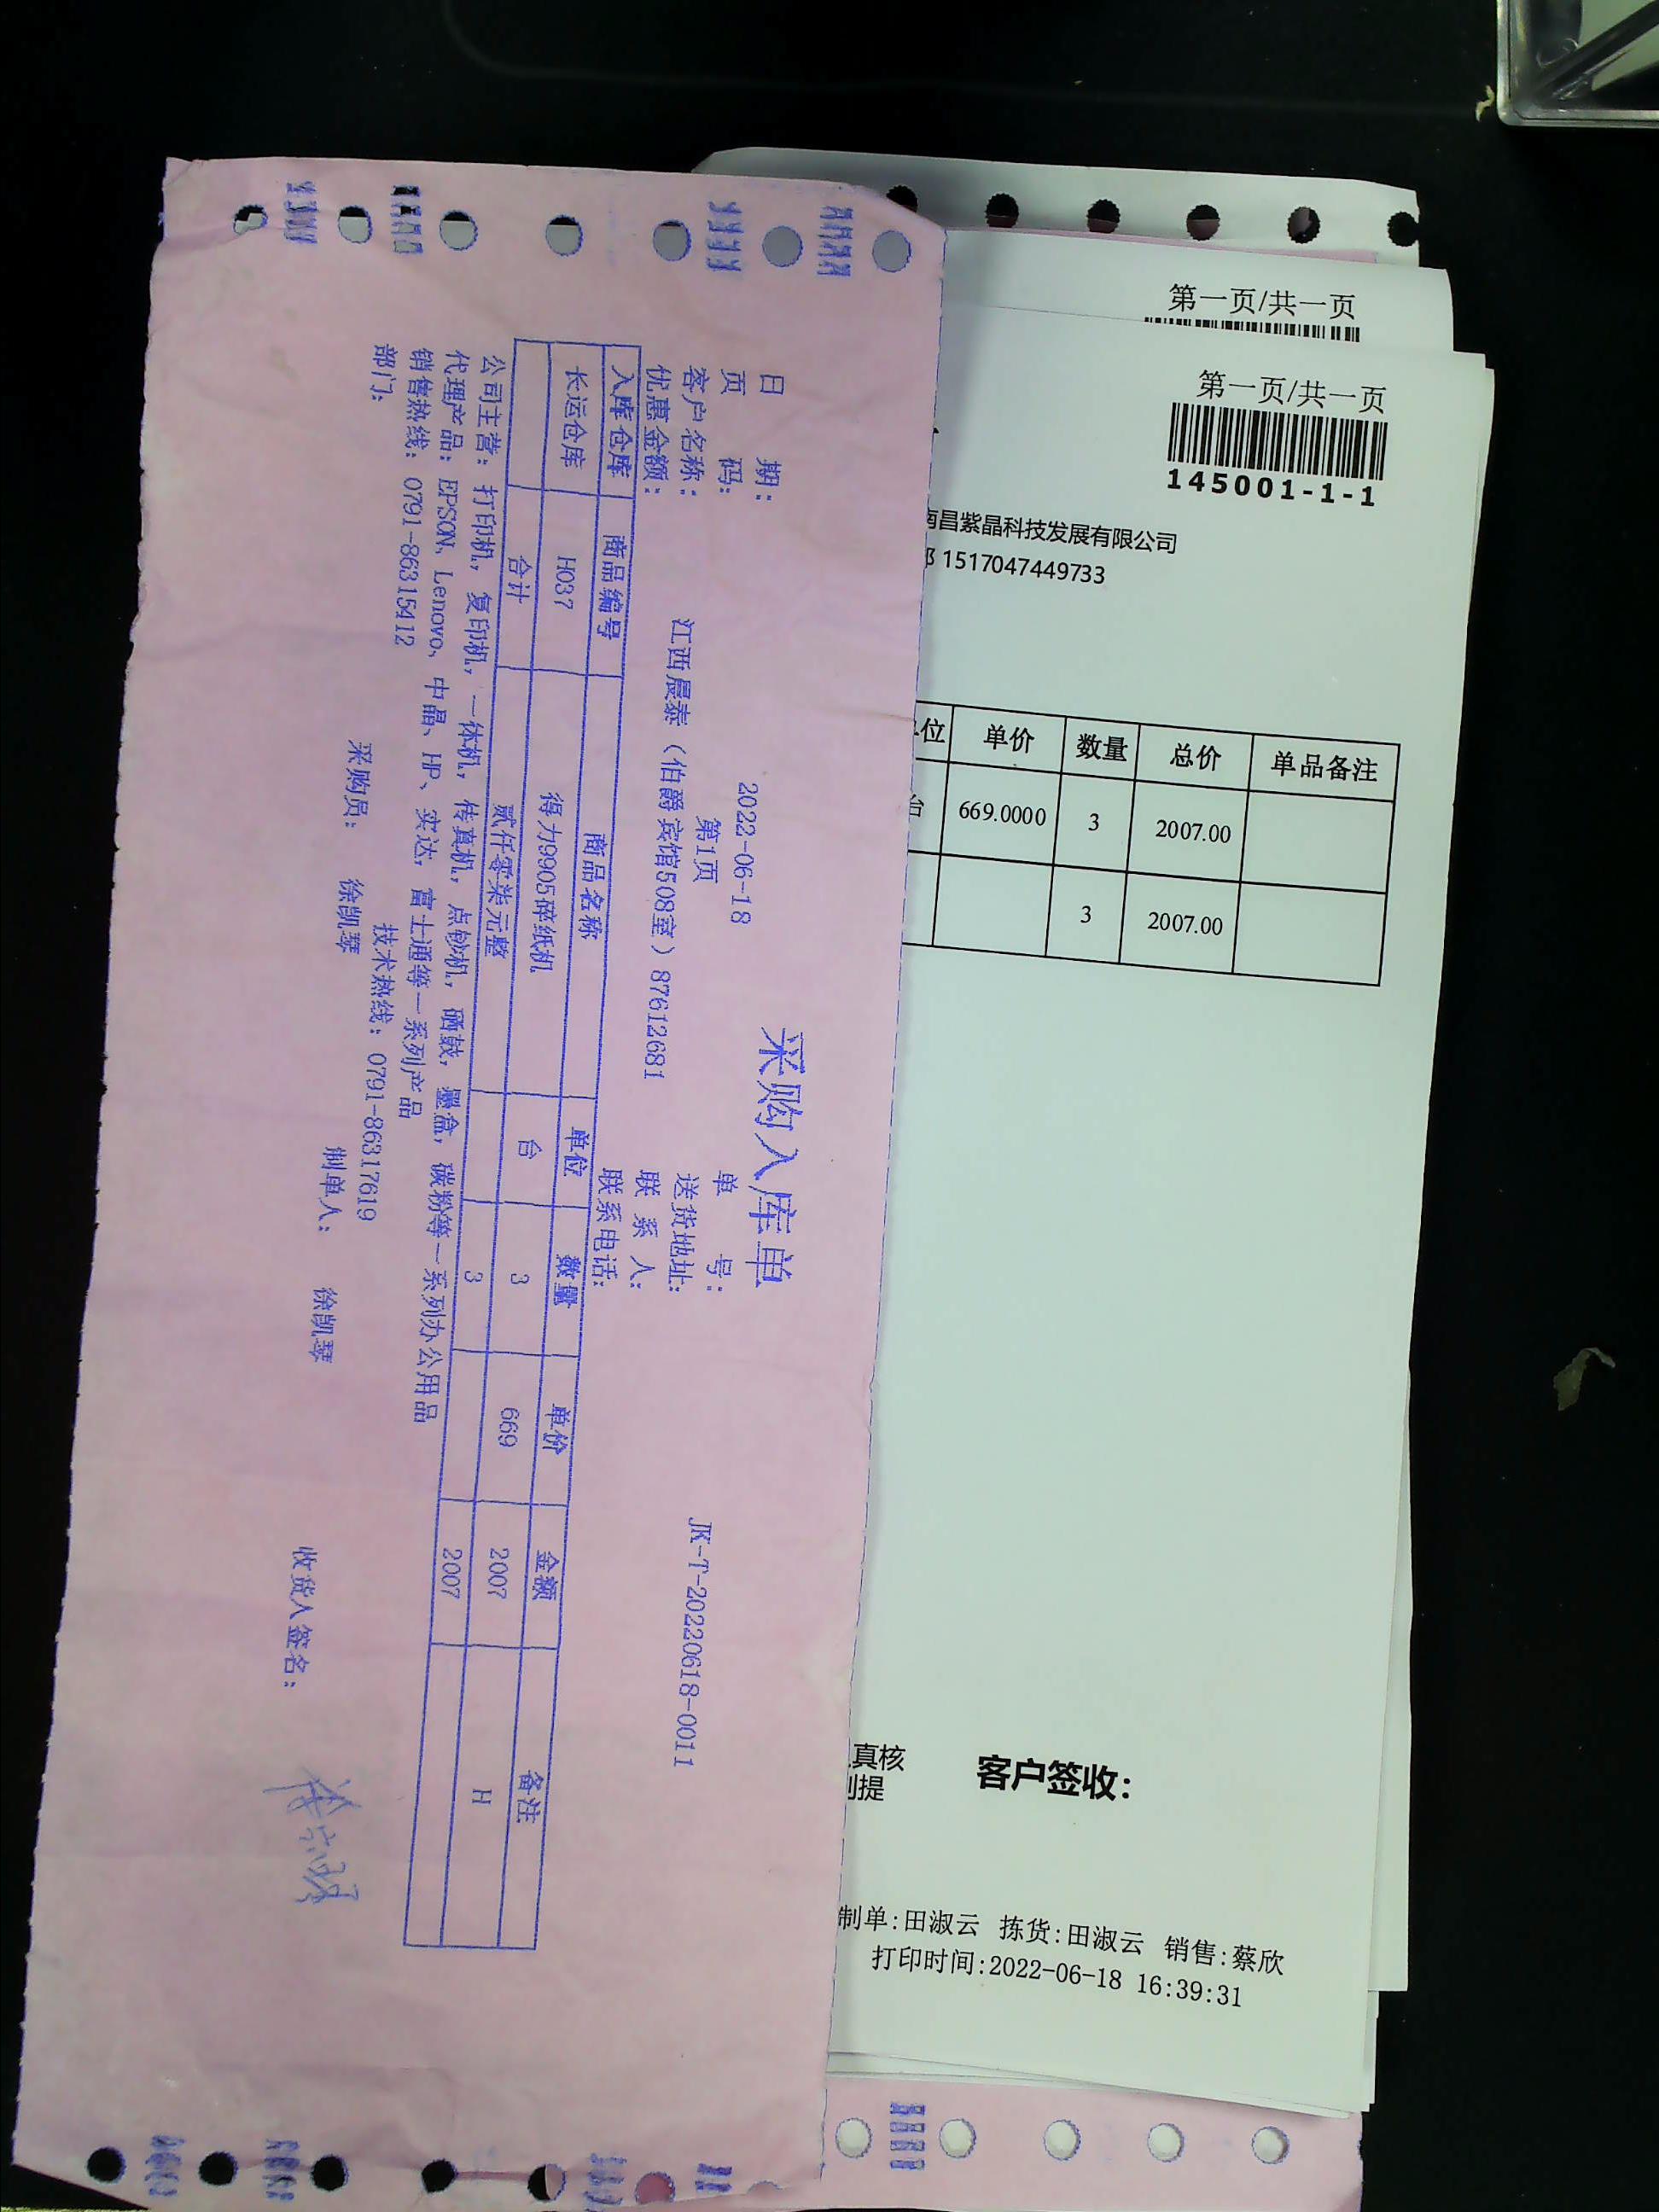 采购入库单
日 期: 2022-06-18 单 号: JK-T-20220618-0011
页 码: 第1页 送货地址:
客户名称: 江西晨泰（伯爵宾馆508室）87612681 联 系 人:
优惠金额: 联系电话:
入库仓库 商品编号 商品名称 单位 数量 单价 金额 备注
长运仓库 H037 得力9905碎纸机 台 3 669 2007 H
合计 贰仟零柒元整 3 2007
公司主营: 打印机, 复印机, 一体机, 传真机, 点钞机, 硒鼓, 墨盒, 碳粉等一系列办公用品
代理产品: EPSON、Lenovo、中晶、HP、实达, 富士通等一系列产品
销售热线: 0791-86315412 技术热线: 0791-86317619
部门: 采购员: 徐凯琴 制单人: 徐凯琴 收货人签名:
第一页/共一页
第一页/共一页
145001-1-1
南昌紫晶科技发展有限公司
部 1517047449733
单位 单价 数量 总价 单品备注
台 669.0000 3 2007.00
3 2007.00
真核
提
客户签收:
制单:田淑云 拣货:田淑云 销售:蔡欣
打印时间:2022-06-18 16:39:31